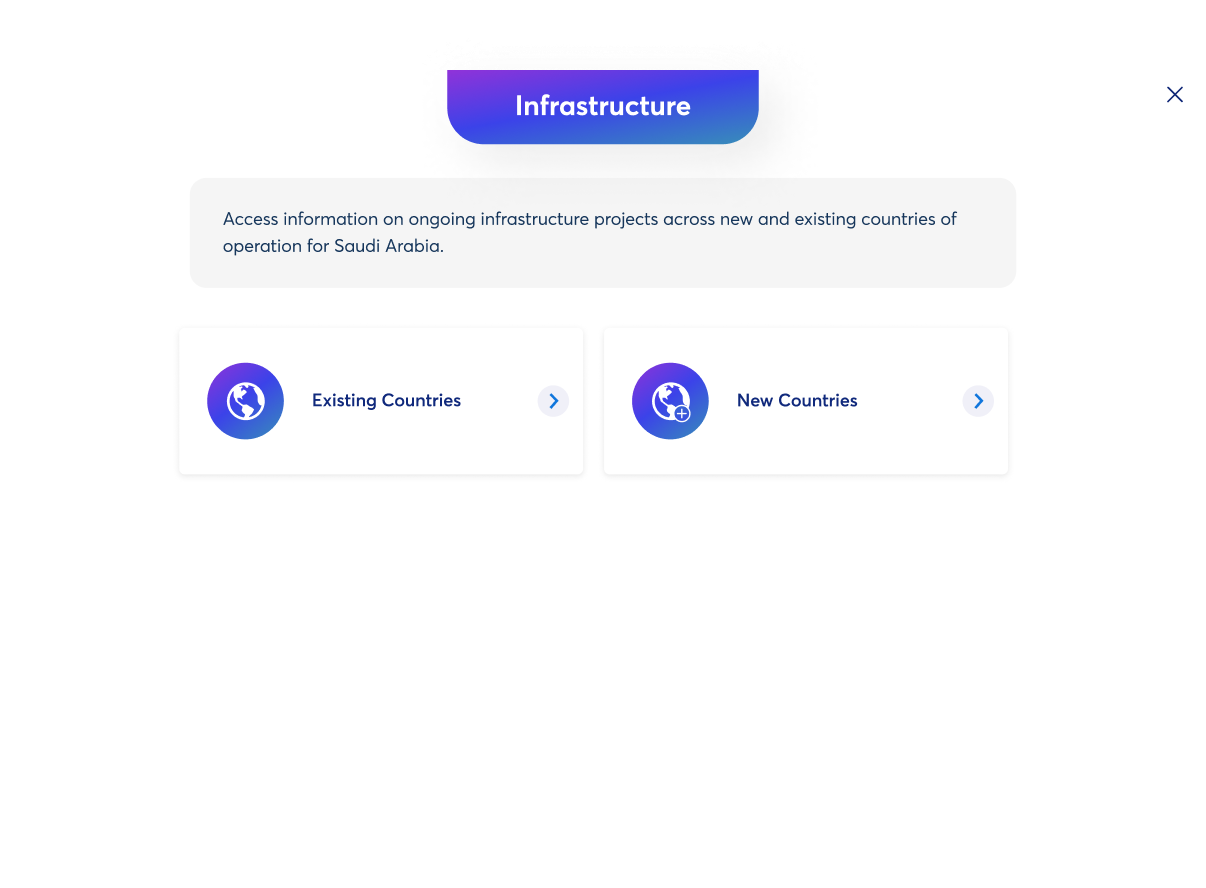 Infrastructure
Access information on ongoing infrastructure projects across new and existing countries of
operation for Saudi Arabia.
Existing Countries
New Countries